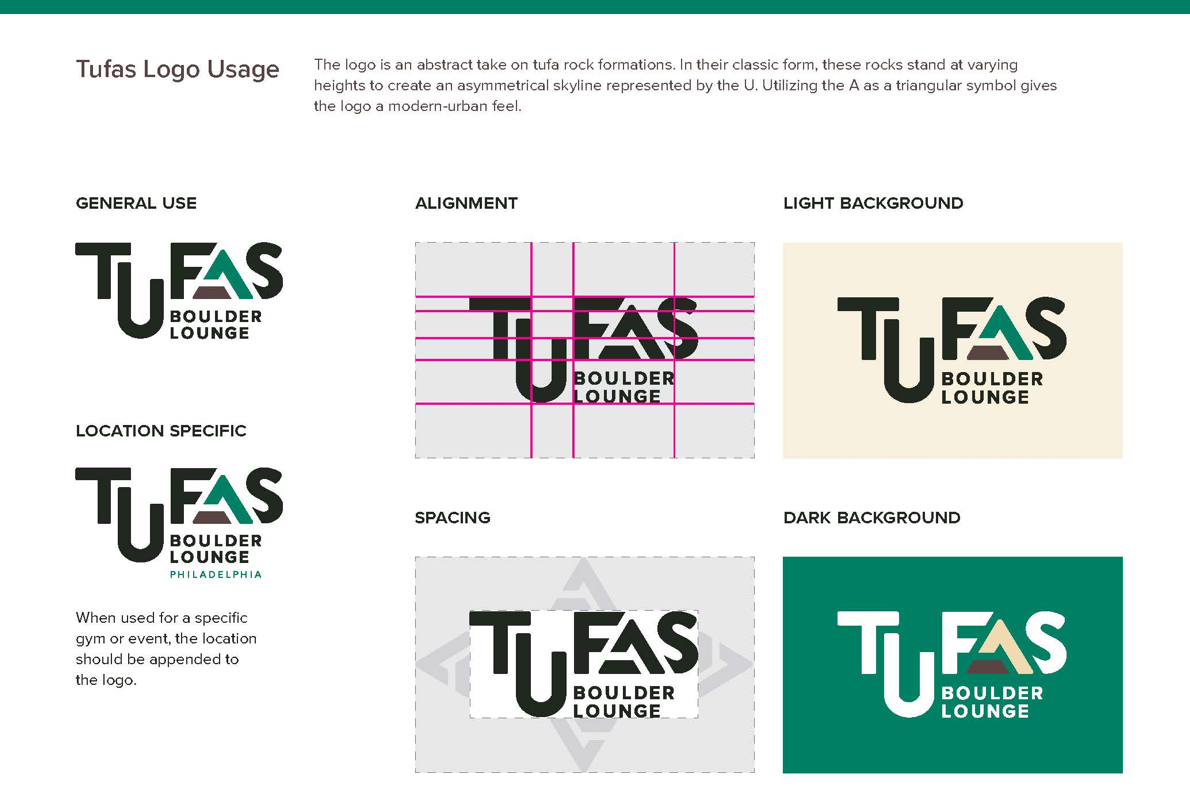 Tufas Logo Usage
The logo is an abstract take on tufa rock formations. In their classic form, these rocks stand at varying
heights to create an asymmetrical skyline represented by the U. Utilizing the A as a triangular symbol gives
the logo a modern-urban feel.
GENERAL USE
TUFAS
BOULDER
LOUNGE
LOCATION SPECIFIC
TUFAS
BOULDER
LOUNGE
PHILADELPHIA
When used for a specific
gym or event, the location
should be appended to
the logo.
ALIGNMENT
TUFAS
BOULDER
LOUNGE
SPACING
TUFAS
BOULDER
LOUNGE
LIGHT BACKGROUND
TUFAS
BOULDER
LOUNGE
DARK BACKGROUND
TUFAS
BOULDER
LOUNGE